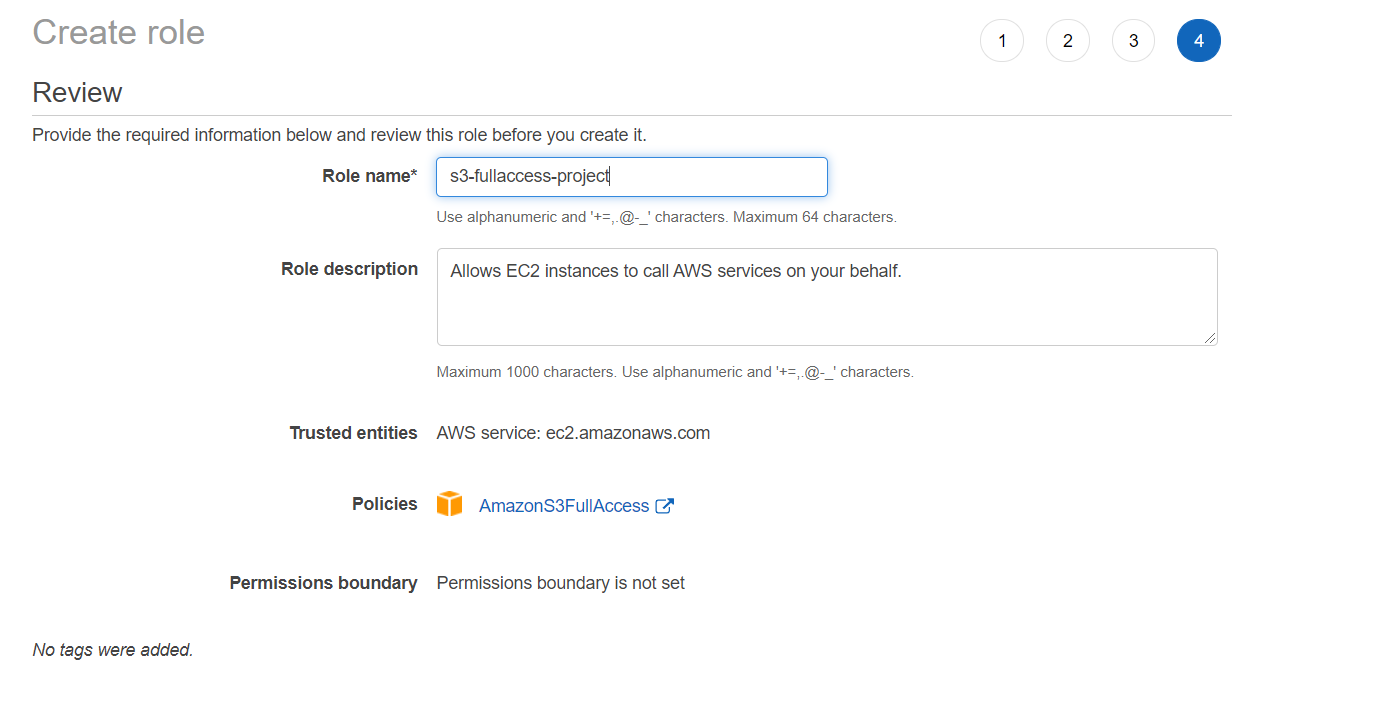 Create role
1 2 3 4
Review
Provide the required information below and review this role before you create it.
Role name* s3-fullaccess-project
Use alphanumeric and '+=,.@-_' characters. Maximum 64 characters.
Role description Allows EC2 instances to call AWS services on your behalf.
Maximum 1000 characters. Use alphanumeric and '+=,.@-_' characters.
Trusted entities AWS service: ec2.amazonaws.com
Policies AmazonS3FullAccess
Permissions boundary Permissions boundary is not set
No tags were added.